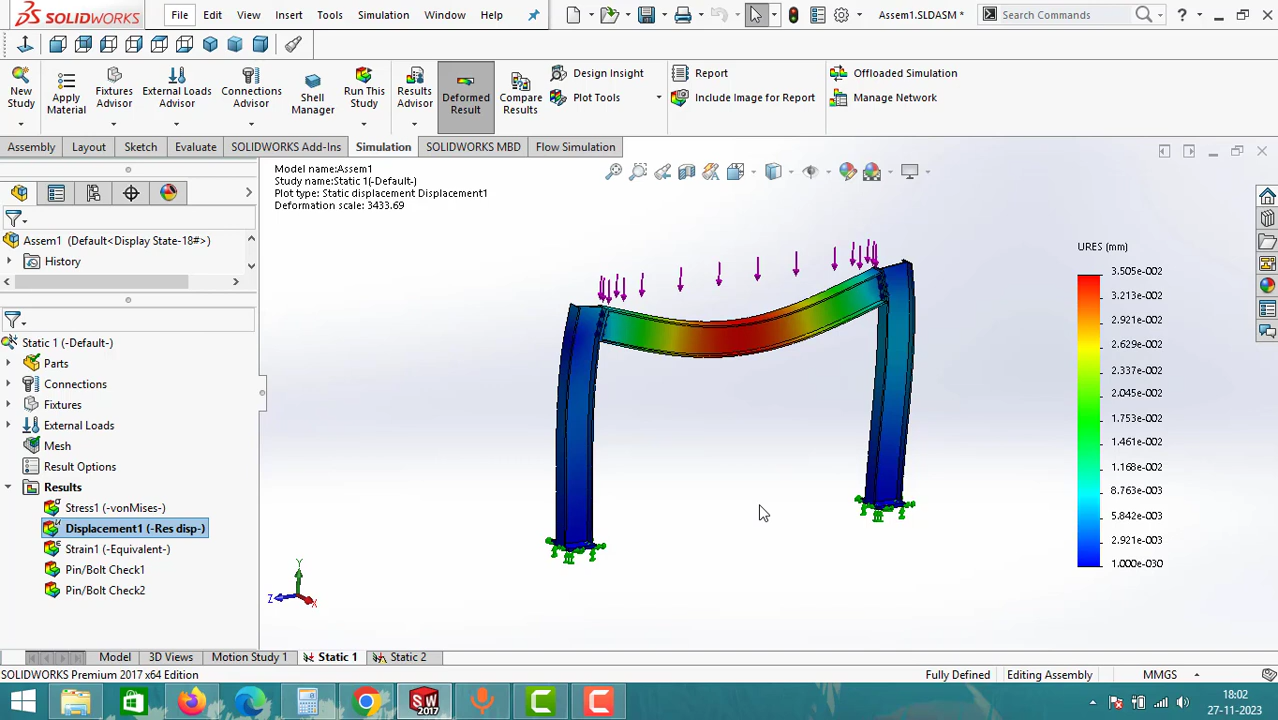 SOLIDWORKS File Edit View Insert Tools Simulation Window Help Assem1.SLDASM * Search Commands ?
New Study
Apply Material
Fixtures Advisor
External Loads Advisor
Connections Advisor
Shell Manager
Run This Study
Results Advisor
Deformed Result
Compare Results
Design Insight
Plot Tools
Report
Include Image for Report
Offloaded Simulation
Manage Network
Assembly Layout Sketch Evaluate SOLIDWORKS Add-Ins Simulation SOLIDWORKS MBD Flow Simulation
Model name:Assem1
Study name:Static 1(-Default-)
Plot type: Static displacement Displacement1
Deformation scale: 3433.69
Assem1 (Default<Display State-18#>)
History
Static 1 (-Default-)
Parts
Connections
Fixtures
External Loads
Mesh
Result Options
Results
Stress1 (-vonMises-)
Displacement1 (-Res disp-)
Strain1 (-Equivalent-)
Pin/Bolt Check1
Pin/Bolt Check2
URES (mm)
3.505e-002
3.213e-002
2.921e-002
2.629e-002
2.337e-002
2.045e-002
1.753e-002
1.461e-002
1.168e-002
8.763e-003
5.842e-003
2.921e-003
1.000e-030
Y
Z
X
Model 3D Views Motion Study 1 Static 1 Static 2
SOLIDWORKS Premium 2017 x64 Edition Fully Defined Editing Assembly MMGS
SW
2017
18:02
27-11-2023